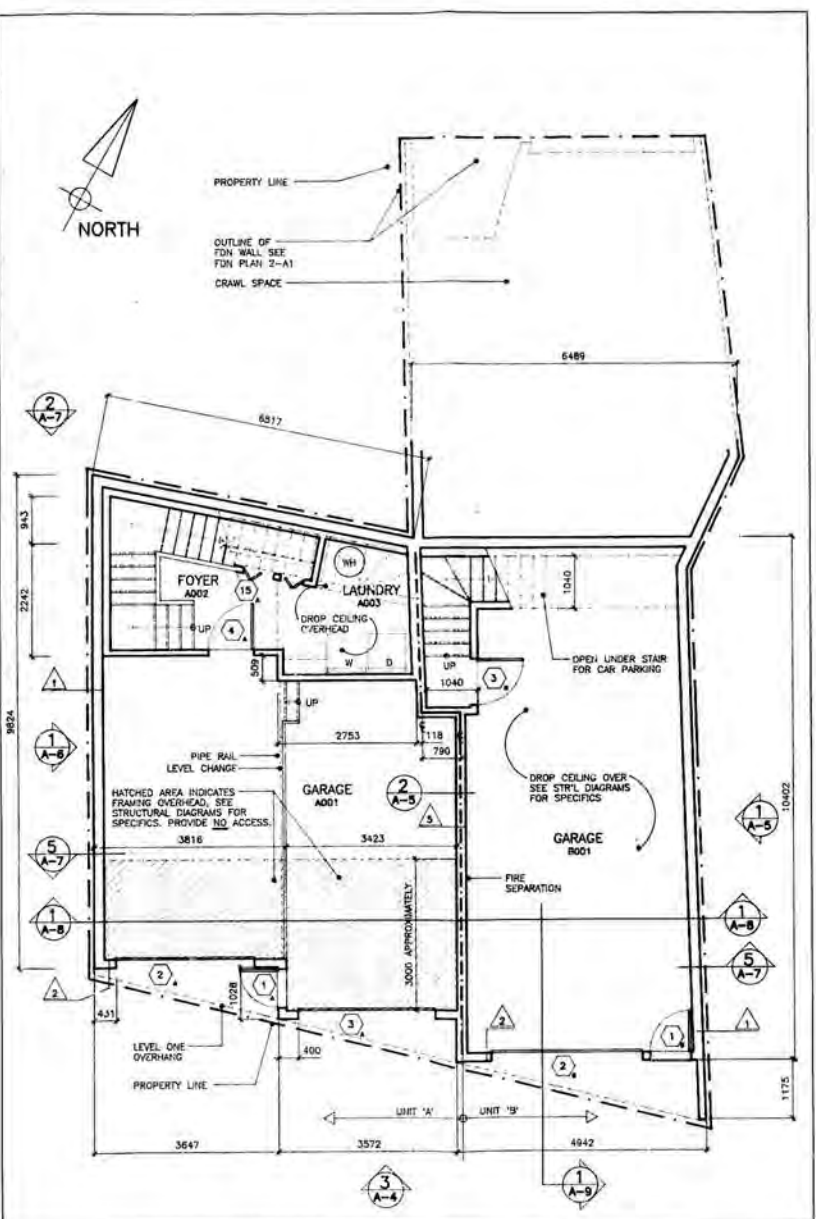 PROPERTY LINE
NORTH
OUTLINE OF
FDN WALL SEE
FDN PLAN 2-A1
CRAWL SPACE
6489
2
A-7
6817
943
2242
9824
FOYER
A002
15
WH
LAUNDRY
A003
DROP CEILING
OVERHEAD
UP
4
W
D
509
UP
1040
UP
1040
3
OPEN UNDER STAIR
FOR CAR PARKING
1
1
A-6
2753
118
790
PIPE RAIL
LEVEL CHANGE
GARAGE
A001
2
A-5
5
DROP CEILING OVER
SEE STR'L DIAGRAMS
FOR SPECIFICS
GARAGE
B001
1
A-5
10402
HATCHED AREA INDICATES
FRAMING OVERHEAD, SEE
STRUCTURAL DIAGRAMS FOR
SPECIFICS. PROVIDE NO ACCESS.
3816
3423
5
A-7
FIRE
SEPARATION
3000 APPROXIMATELY
1
A-8
1
A-8
5
A-7
2
2
1
1028
431
3
400
2
1
1
2
LEVEL ONE
OVERHANG
PROPERTY LINE
1175
UNIT 'A'
UNIT 'B'
3647
3572
4942
3
A-4
1
A-9